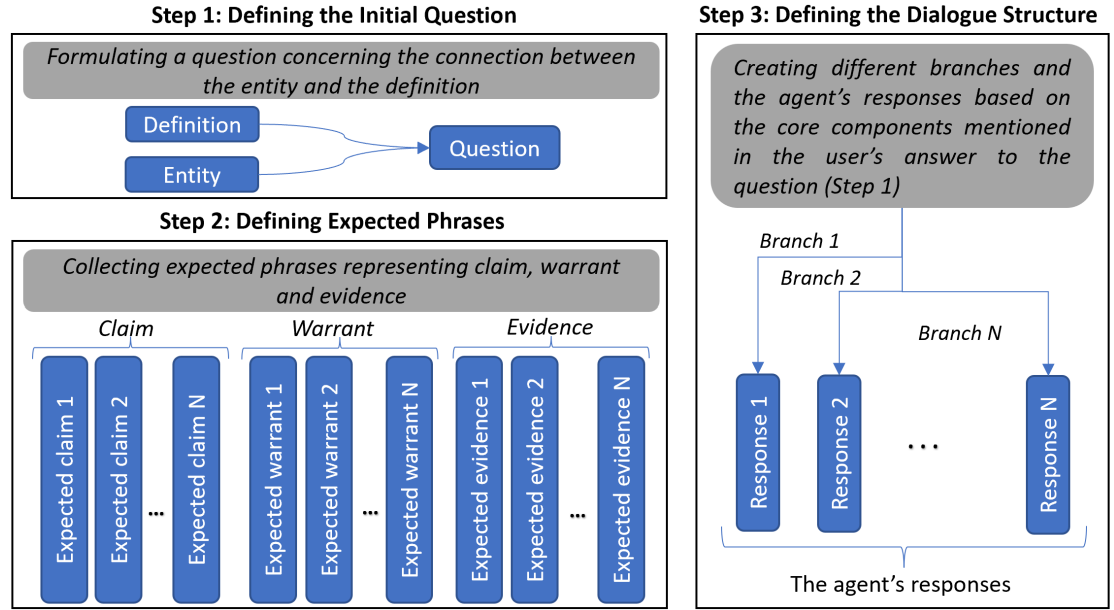 Step 1: Defining the Initial Question
Formulating a question concerning the connection between
the entity and the definition
Definition
Entity
Question
Step 2: Defining Expected Phrases
Collecting expected phrases representing claim, warrant
and evidence
Claim
Warrant
Evidence
Expected claim 1
Expected claim 2
...
Expected claim N
Expected warrant 1
Expected warrant 2
...
Expected warrant N
Expected evidence 1
Expected evidence 2
...
Expected evidence N
Step 3: Defining the Dialogue Structure
Creating different branches and
the agent's responses based on
the core components mentioned
in the user's answer to the
question (Step 1)
Branch 1
Branch 2
Branch N
Response 1
Response 2
...
Response N
The agent's responses